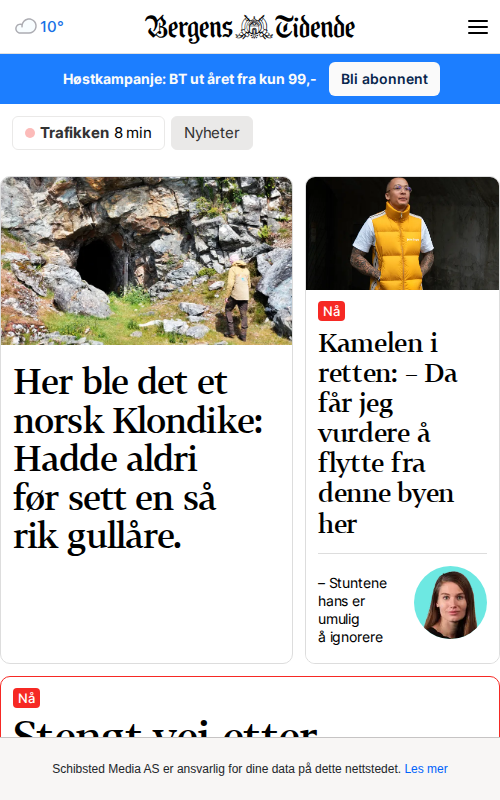 10°
Bergens Tidende
Høstkampanje: BT ut året fra kun 99,-
Bli abonnent
Trafikken 8 min
Nyheter
Her ble det et
norsk Klondike:
Hadde aldri
før sett en så
rik gullåre.
Nå
Kamelen i
retten: – Da
får jeg
vurdere å
flytte fra
denne byen
her
– Stuntene
hans er
umulig
å ignorere
Nå
Stengt vei etter
Schibsted Media AS er ansvarlig for dine data på dette nettstedet. Les mer